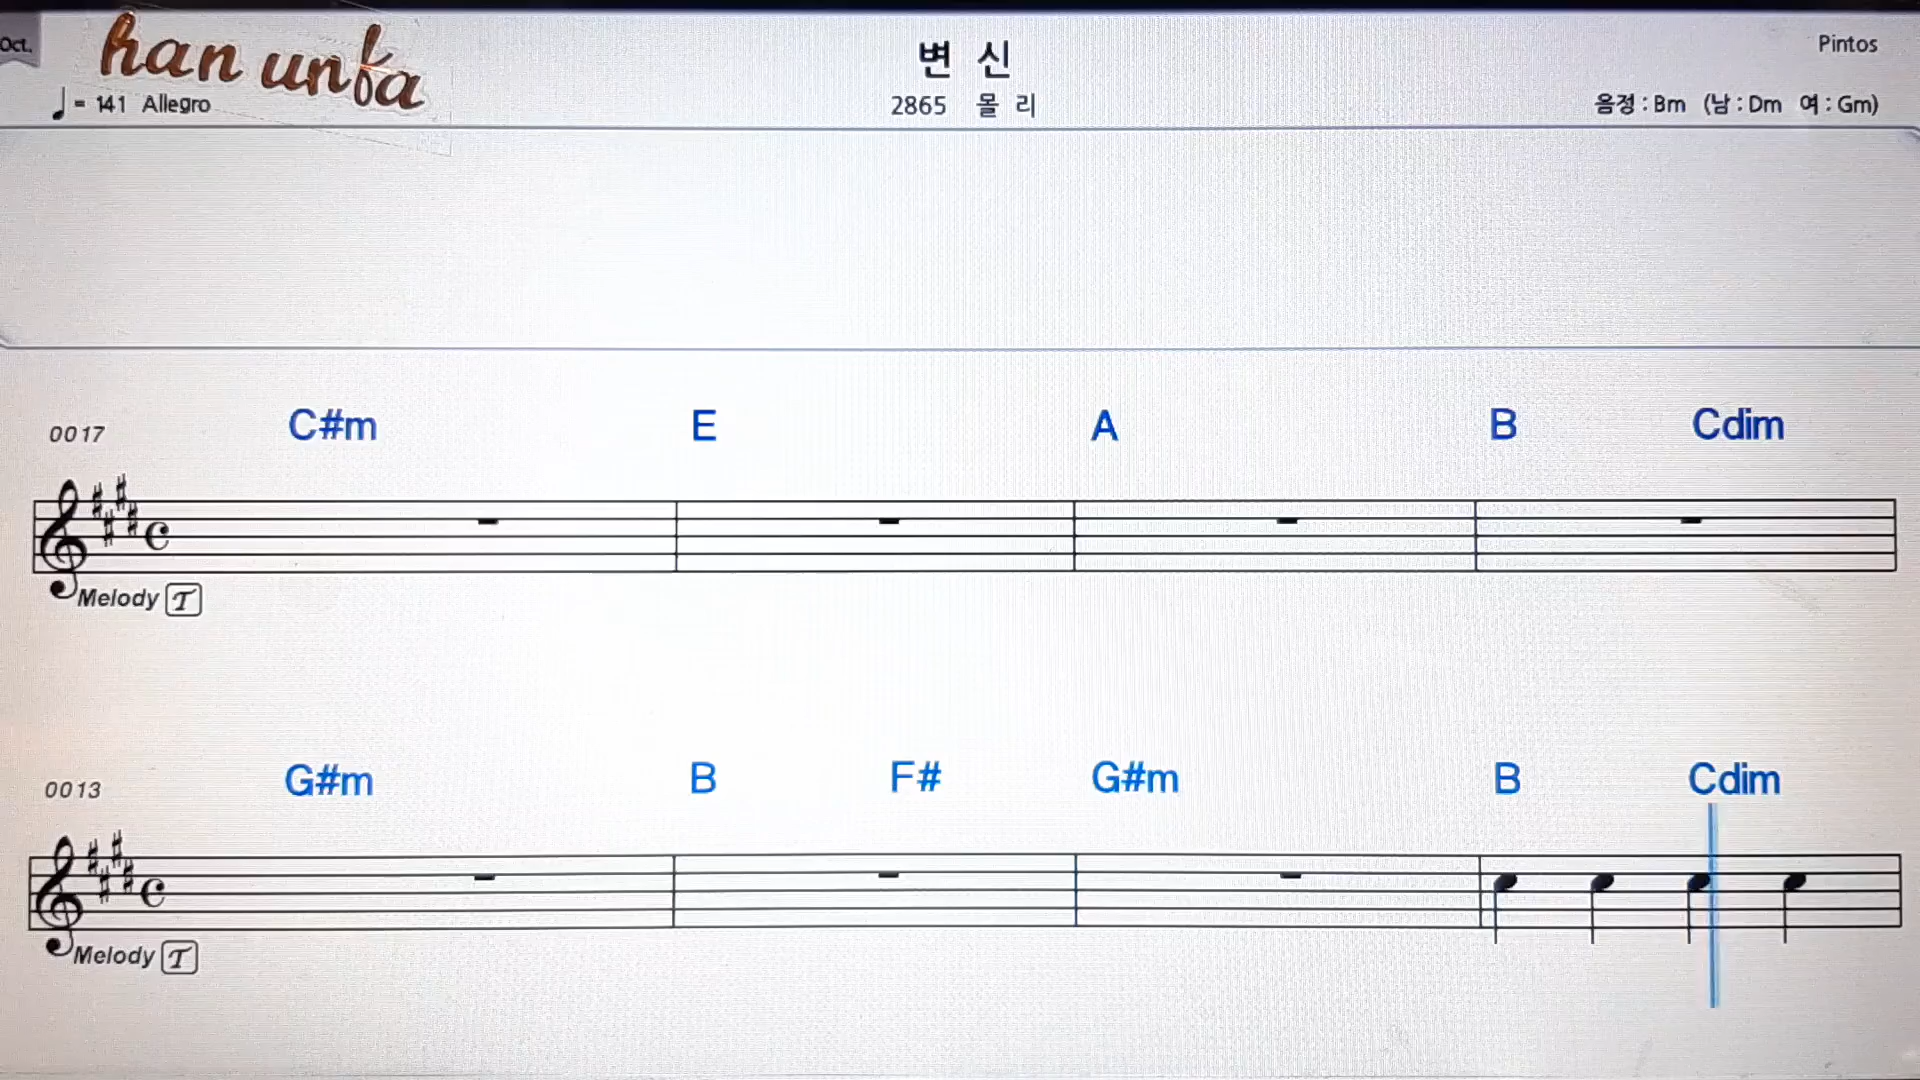 Oct.
han unfa
변 신
Pintos
♩ = 141 Allegro
2865 몰 리
음정 : Bm (남 : Dm 여 : Gm)
0017 C#m E A B Cdim
Melody T
0013 G#m B F# G#m B Cdim
Melody T